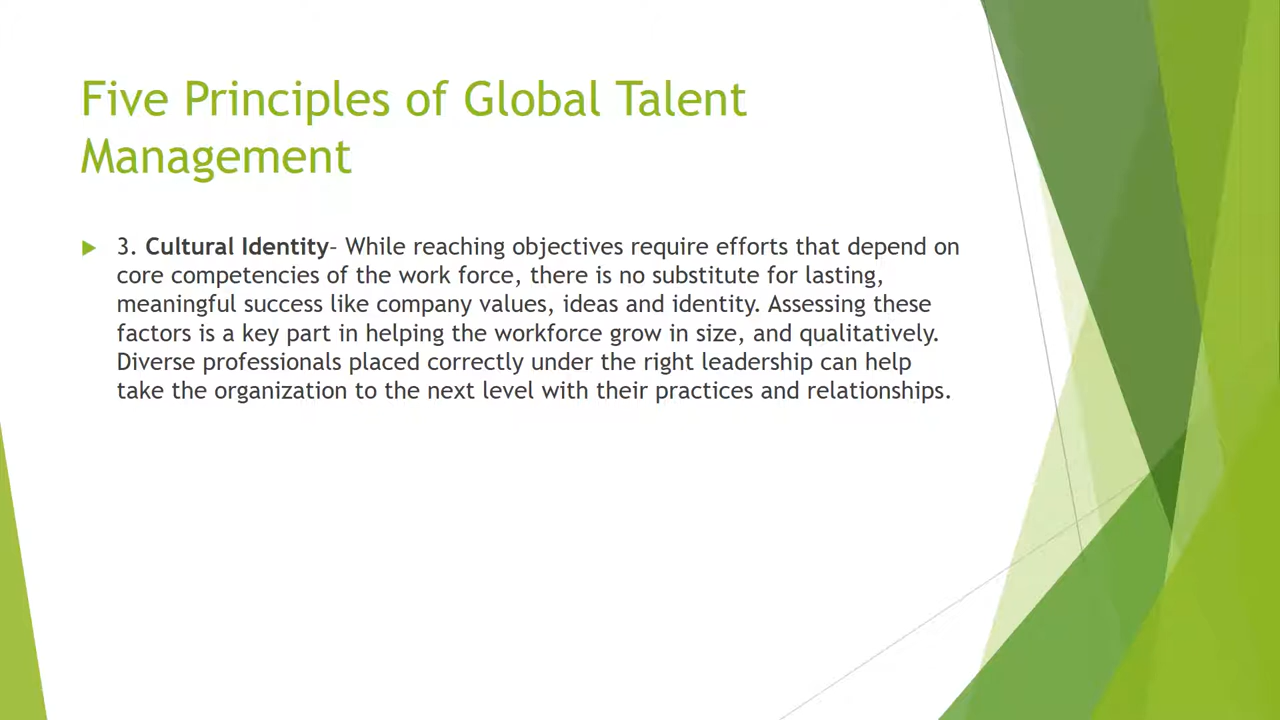 Five Principles of Global Talent
Management
3. Cultural Identity– While reaching objectives require efforts that depend on
core competencies of the work force, there is no substitute for lasting,
meaningful success like company values, ideas and identity. Assessing these
factors is a key part in helping the workforce grow in size, and qualitatively.
Diverse professionals placed correctly under the right leadership can help
take the organization to the next level with their practices and relationships.